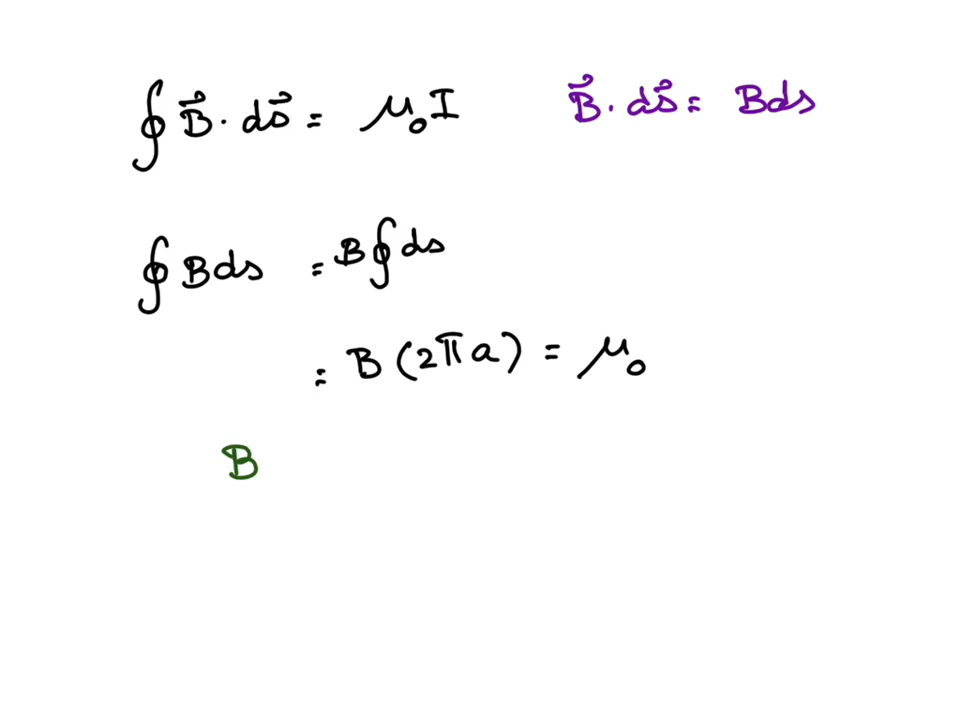 ∮ B⃗ · ds⃗ = μ₀I    B⃗ · ds⃗ = Bds
∮ Bds = B∮ds
= B(2πa) = μ₀
B